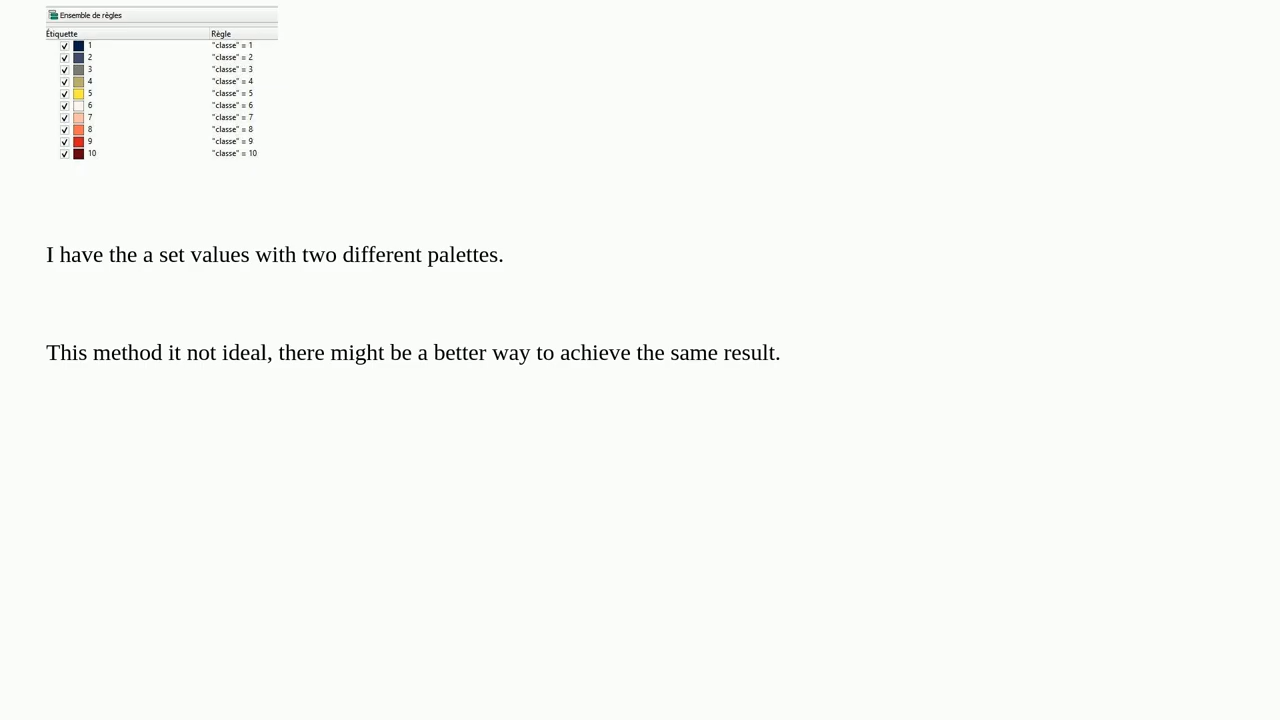 Ensemble de règles
Étiquette Règle
1 "classe" = 1
2 "classe" = 2
3 "classe" = 3
4 "classe" = 4
5 "classe" = 5
6 "classe" = 6
7 "classe" = 7
8 "classe" = 8
9 "classe" = 9
10 "classe" = 10
I have the a set values with two different palettes.
This method it not ideal, there might be a better way to achieve the same result.